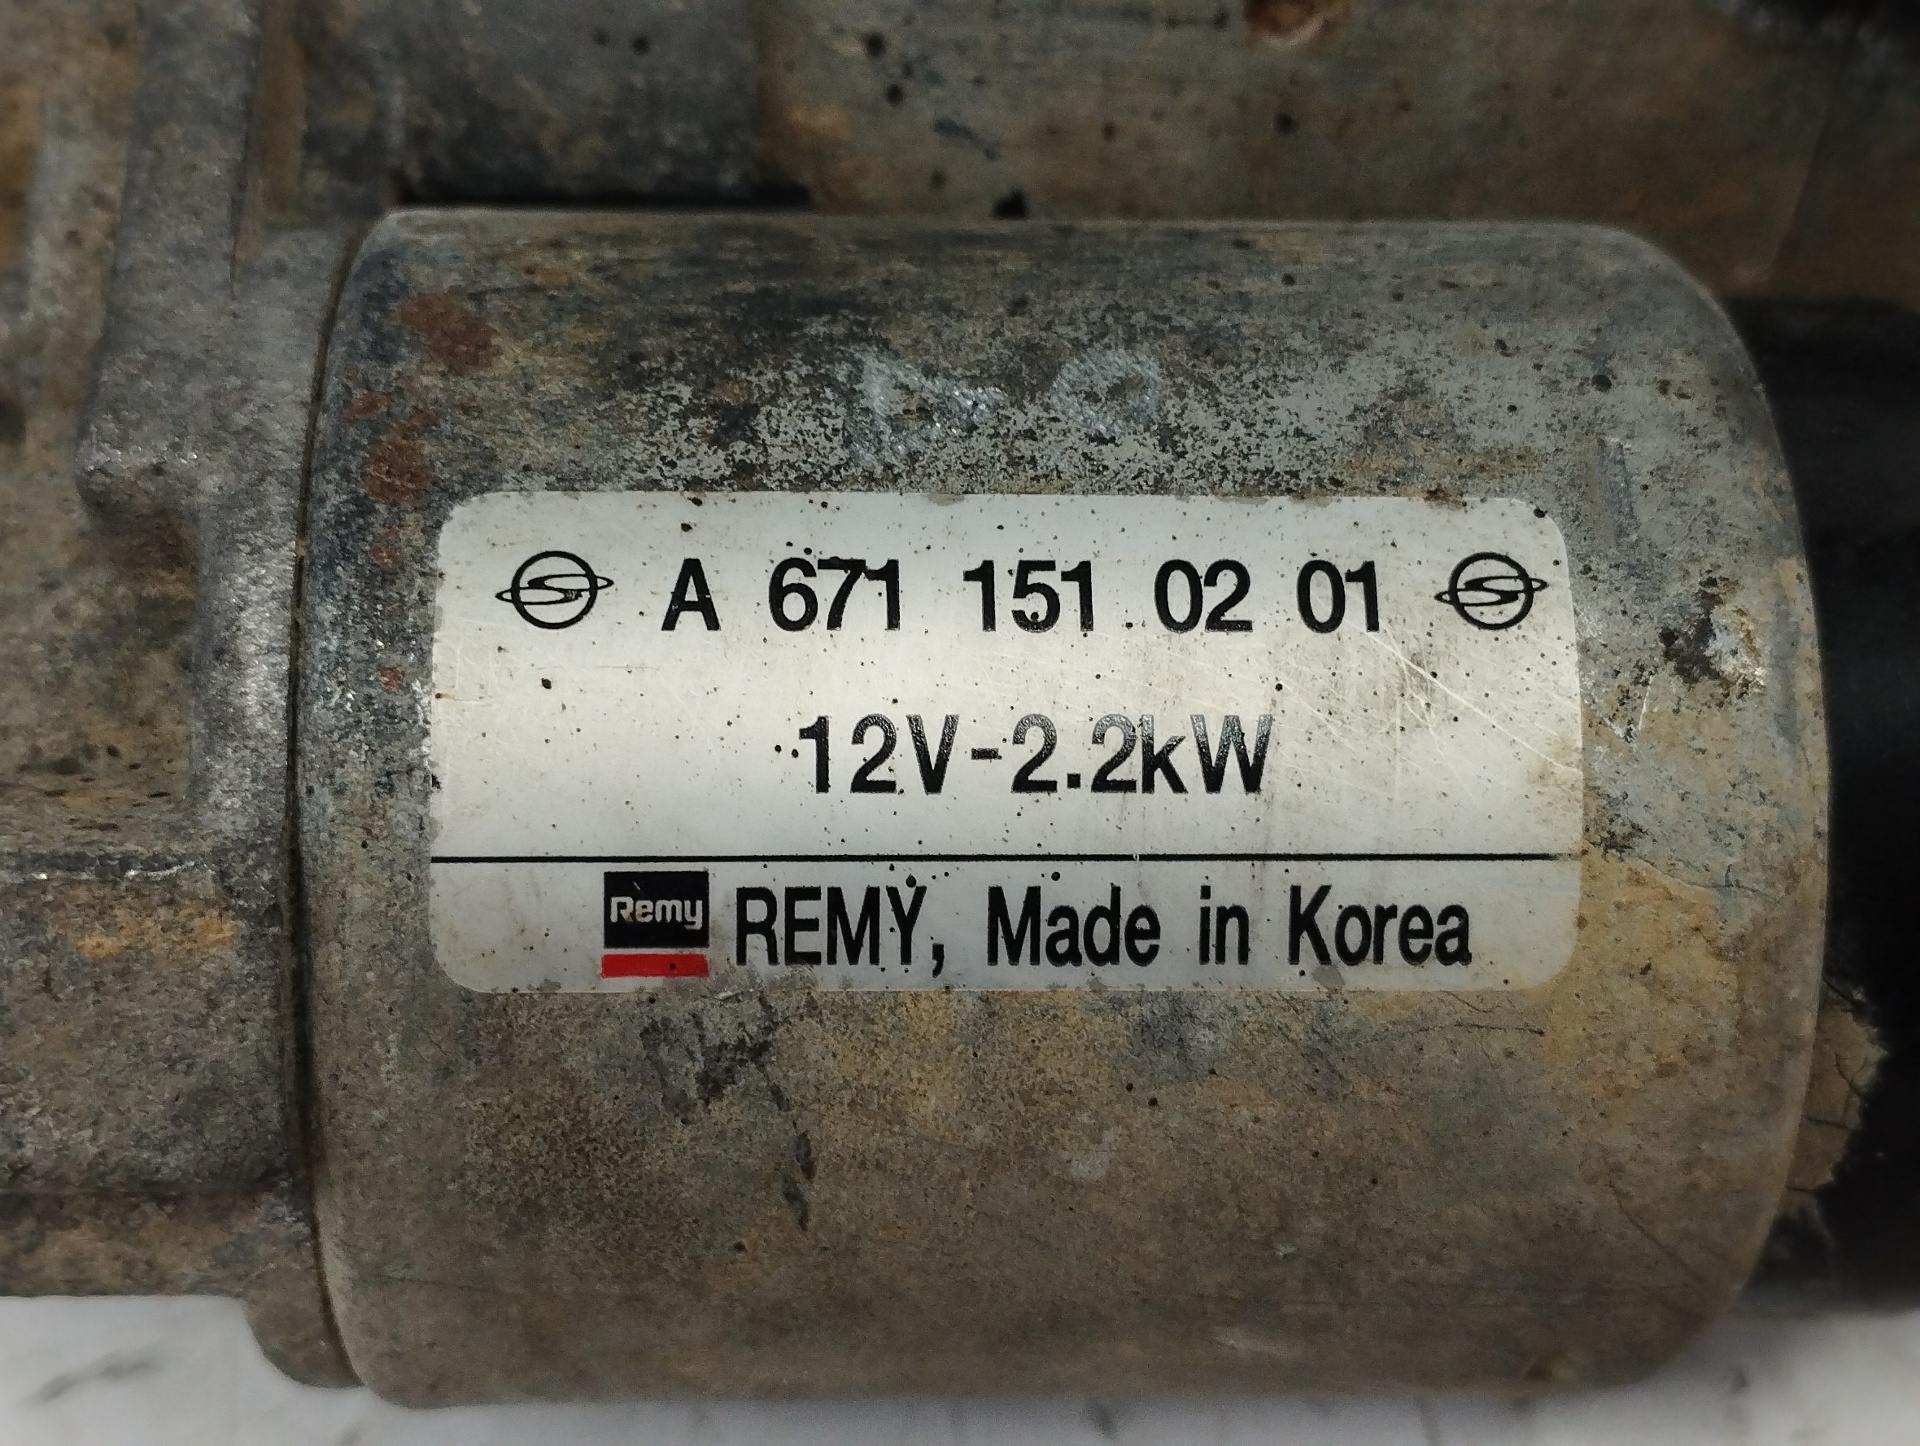 A 671 151 02 01
12V-2.2kW
Remy REMY, Made in Korea